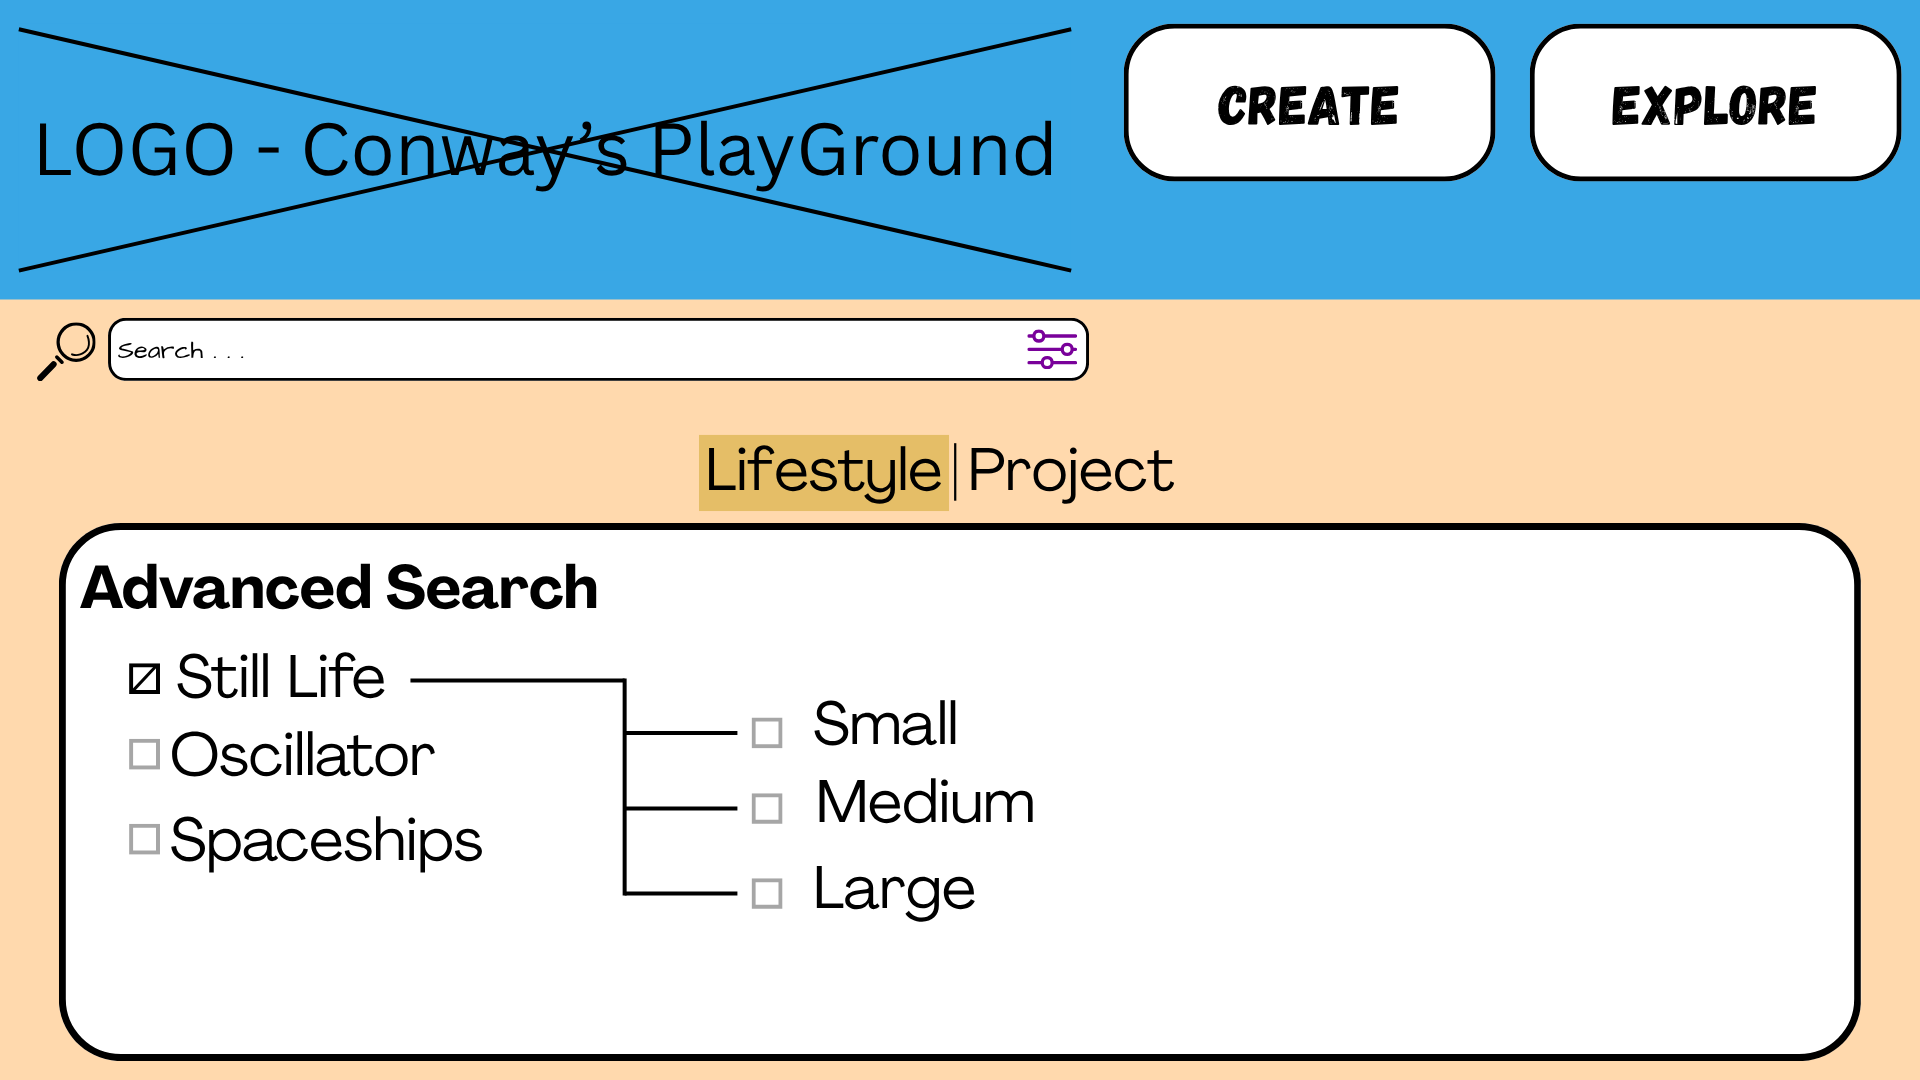 LOGO - Conway’s PlayGround
CREATE
EXPLORE
Search . . .
Lifestyle|Project
Advanced Search
Still Life
Oscillator
Spaceships
Small
Medium
Large